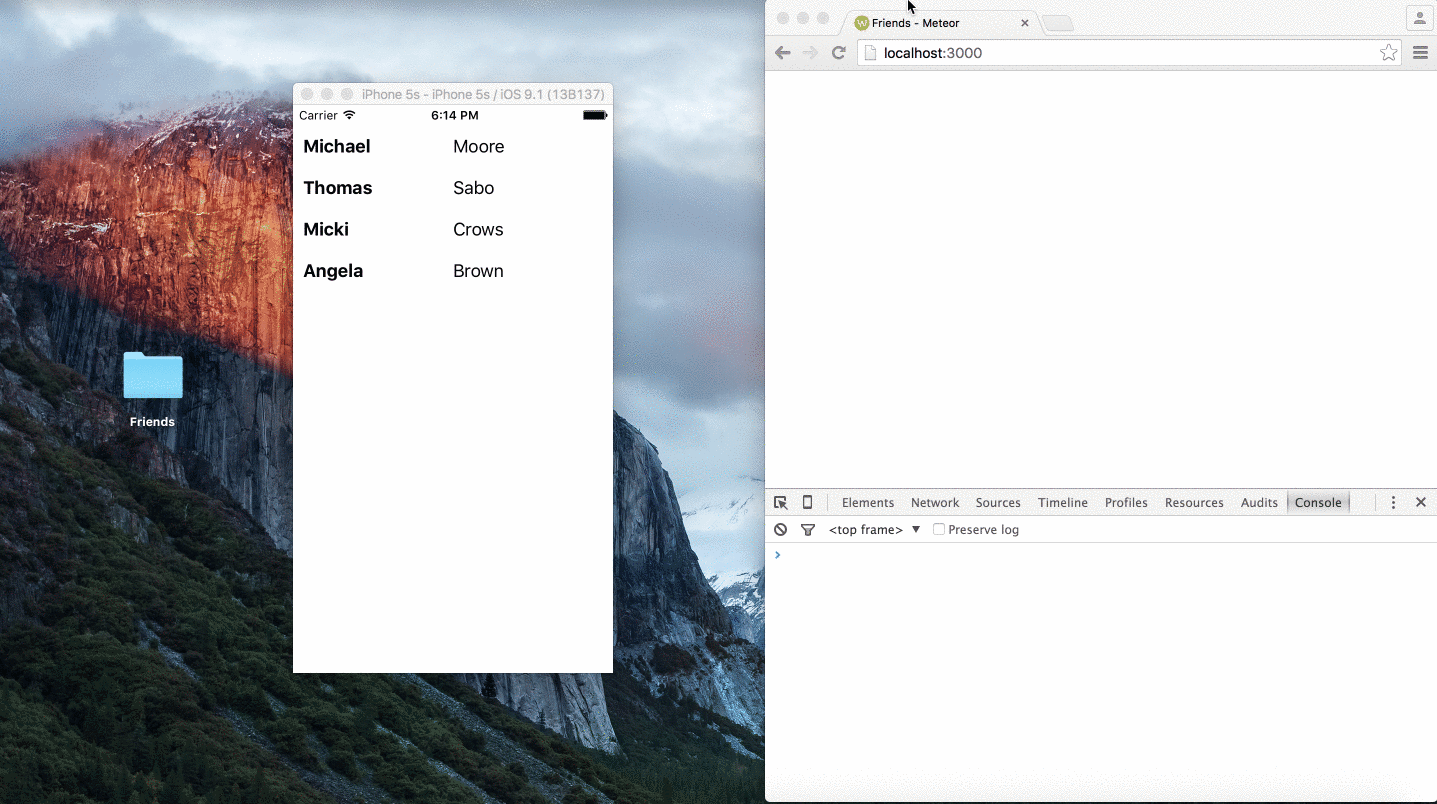 iPhone 5s - iPhone 5s / iOS 9.1 (13B137)
Carrier 6:14 PM
Michael Moore
Thomas Sabo
Micki Crows
Angela Brown
Friends
Friends - Meteor
localhost:3000
Elements Network Sources Timeline Profiles Resources Audits Console
<top frame> Preserve log